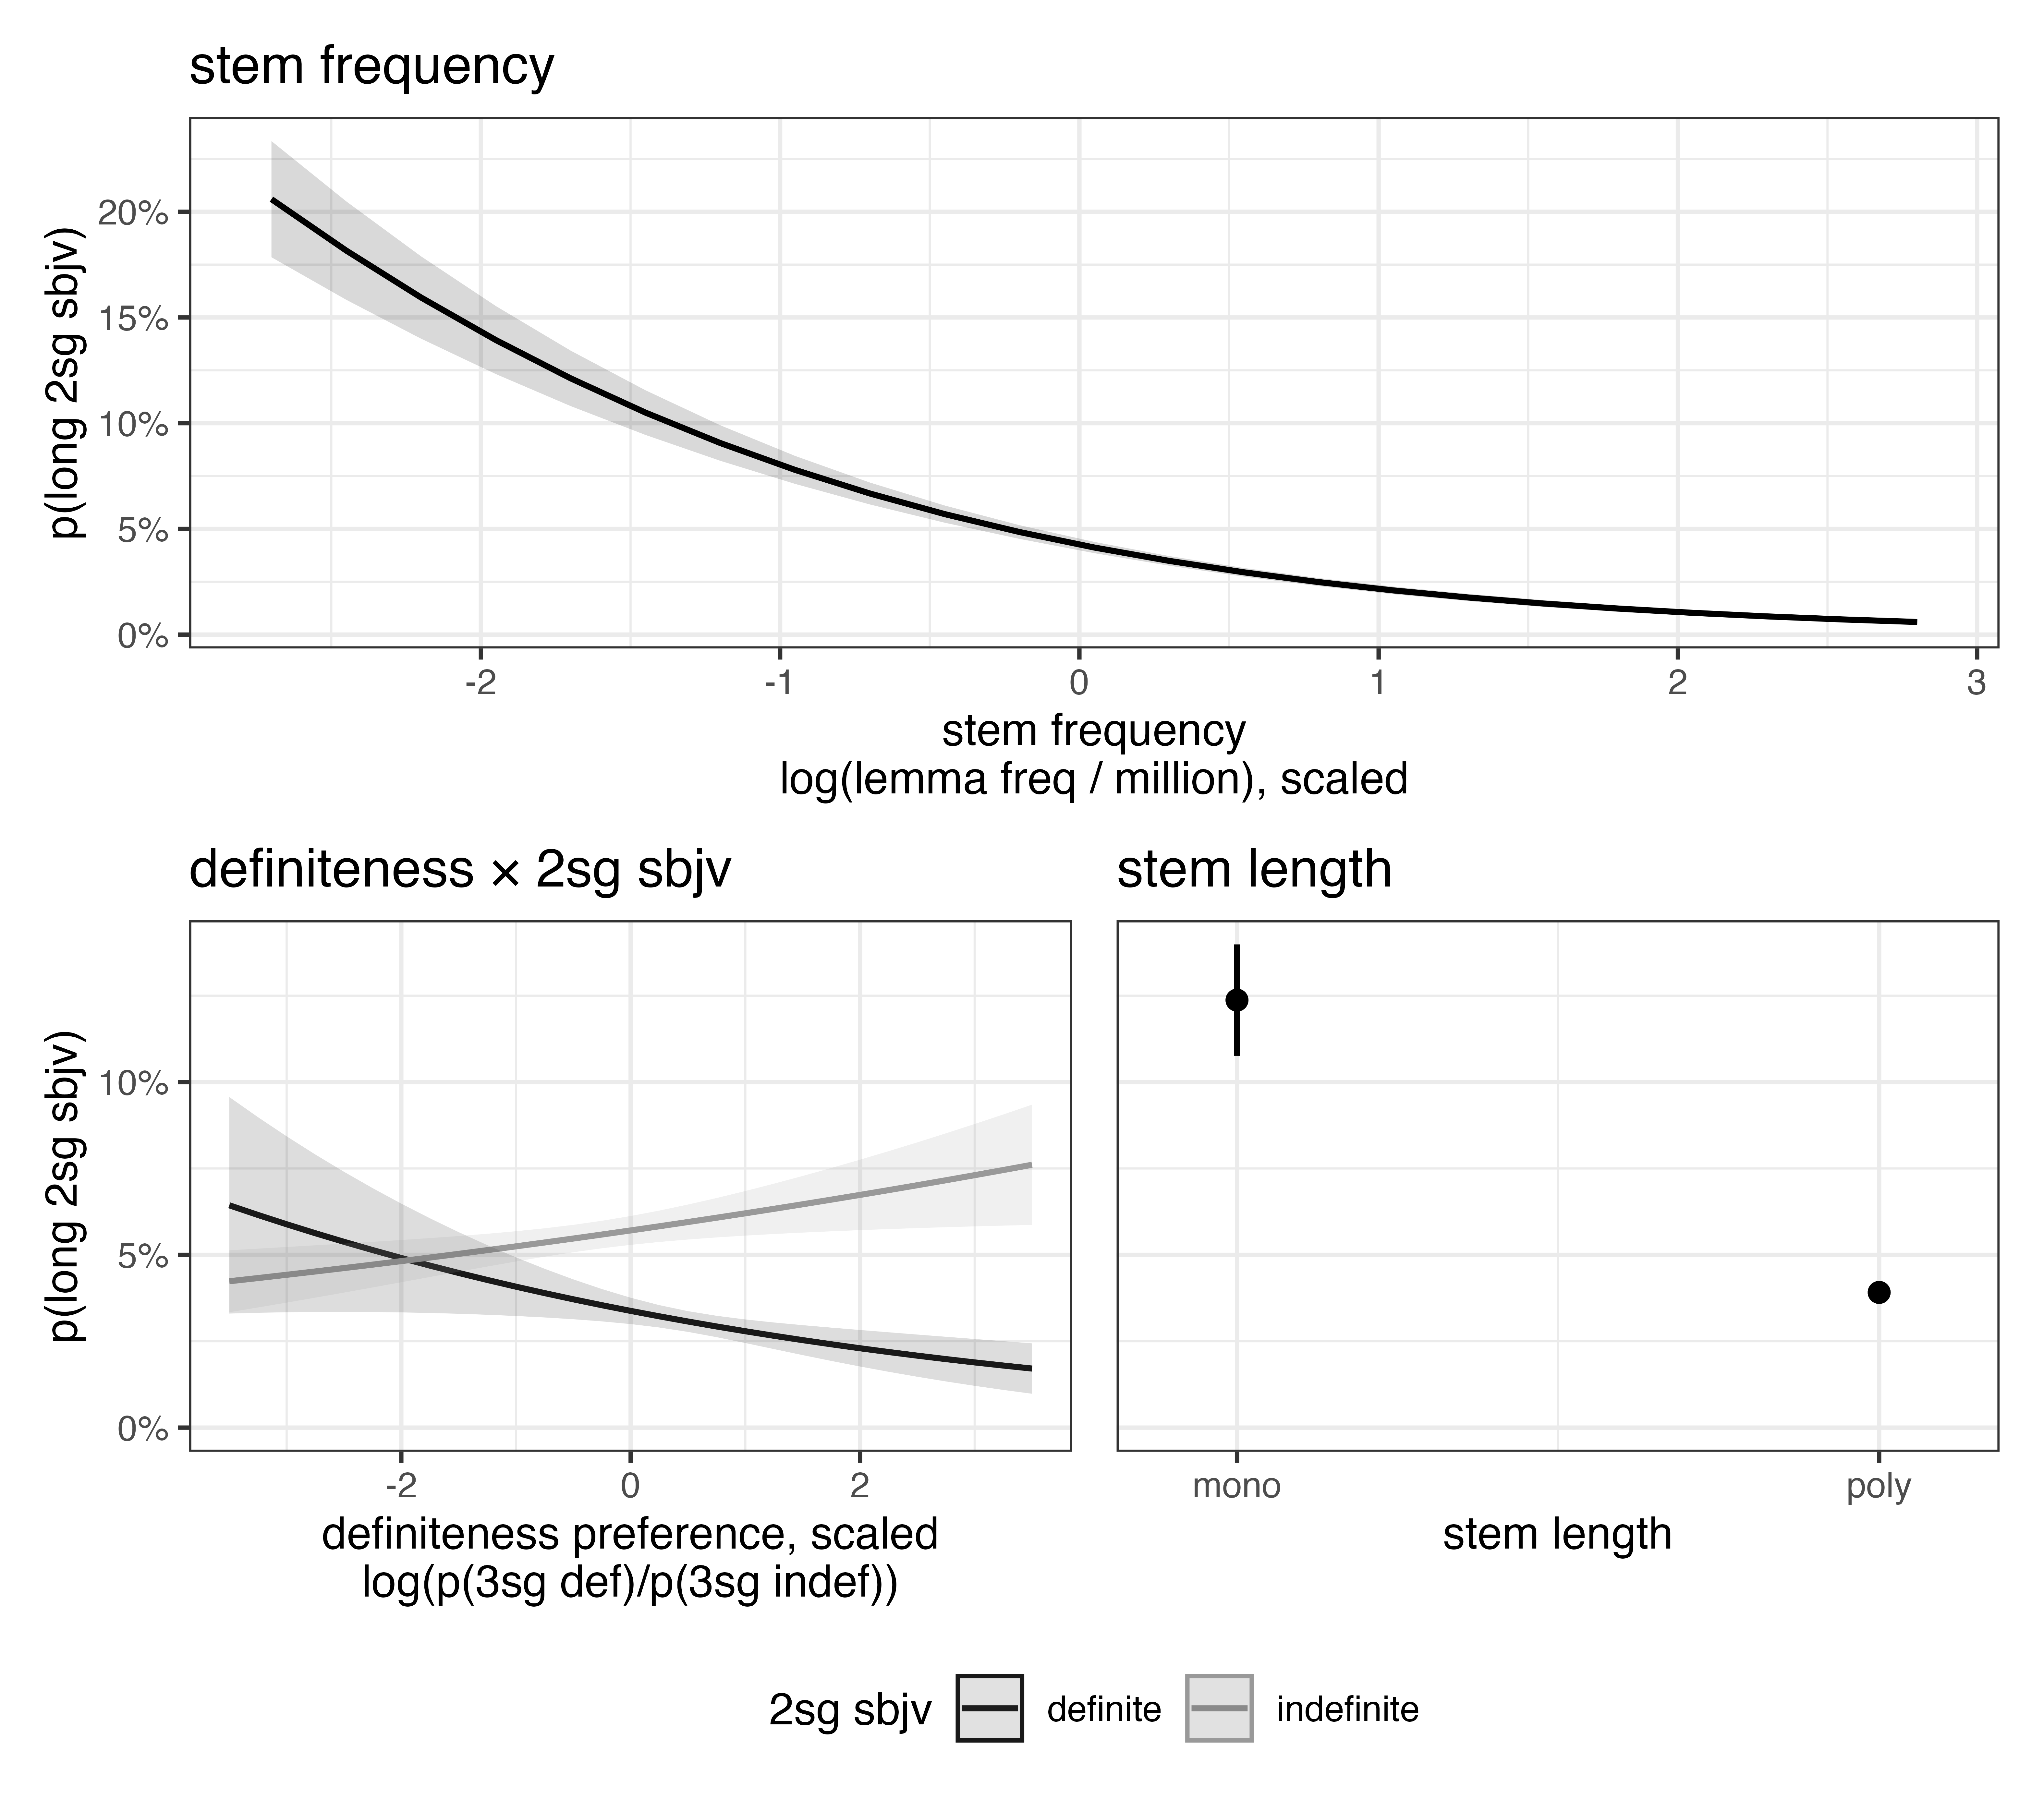 stem frequency
p(long 2sg sbjv)
20%
15%
10%
5%
0%
-2 -1 0 1 2 3
stem frequency
log(lemma freq / million), scaled
definiteness × 2sg sbjv
p(long 2sg sbjv)
10%
5%
0%
-2 0 2
definiteness preference, scaled
log(p(3sg def)/p(3sg indef))
stem length
mono poly
stem length
2sg sbjv definite indefinite